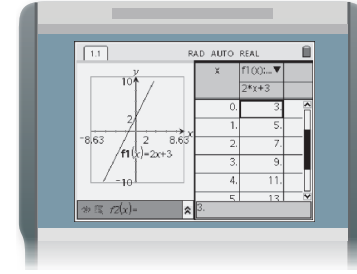 1.1 RAD AUTO REAL
y
10
2
-8.63 2 8.63 x
f1(x)=2x+3
-10
f2(x)=
x f1(x):=▼
2*x+3
0. 3.
1. 5.
2. 7.
3. 9.
4. 11.
5. 13.
3.